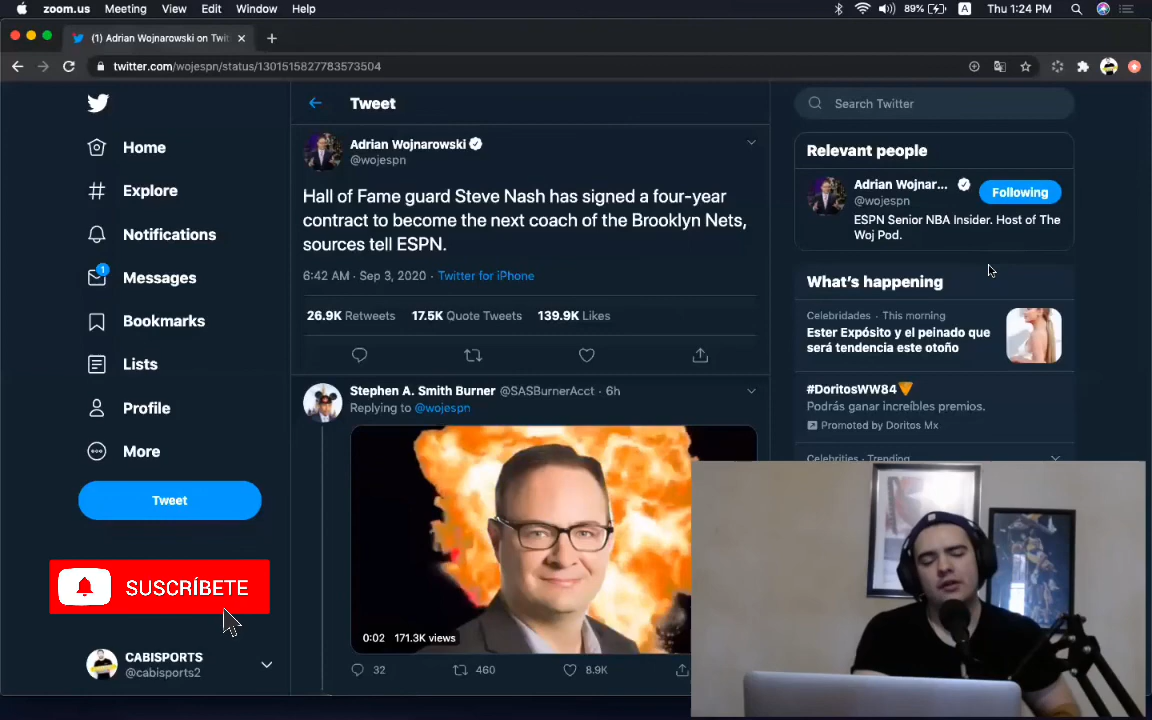 zoom.us Meeting View Edit Window Help 89% A Thu 1:24 PM
(1) Adrian Wojnarowski on Twit
twitter.com/wojespn/status/1301515827783573504
Home
Explore
Notifications
1
Messages
Bookmarks
Lists
Profile
More
Tweet
SUSCRÍBETE
CABISPORTS
@cabisports2
Tweet
Adrian Wojnarowski
@wojespn
Hall of Fame guard Steve Nash has signed a four-year
contract to become the next coach of the Brooklyn Nets,
sources tell ESPN.
6:42 AM · Sep 3, 2020 · Twitter for iPhone
26.9K Retweets 17.5K Quote Tweets 139.9K Likes
Stephen A. Smith Burner @SASBurnerAcct · 6h
Replying to @wojespn
0:02 171.3K views
32 460 8.9K
Search Twitter
Relevant people
Adrian Wojnar...
@wojespn
Following
ESPN Senior NBA Insider. Host of The
Woj Pod.
What's happening
Celebridades · This morning
Ester Expósito y el peinado que
será tendencia este otoño
#DoritosWW84
Podrás ganar increíbles premios.
Promoted by Doritos Mx
Celebrities · Trending